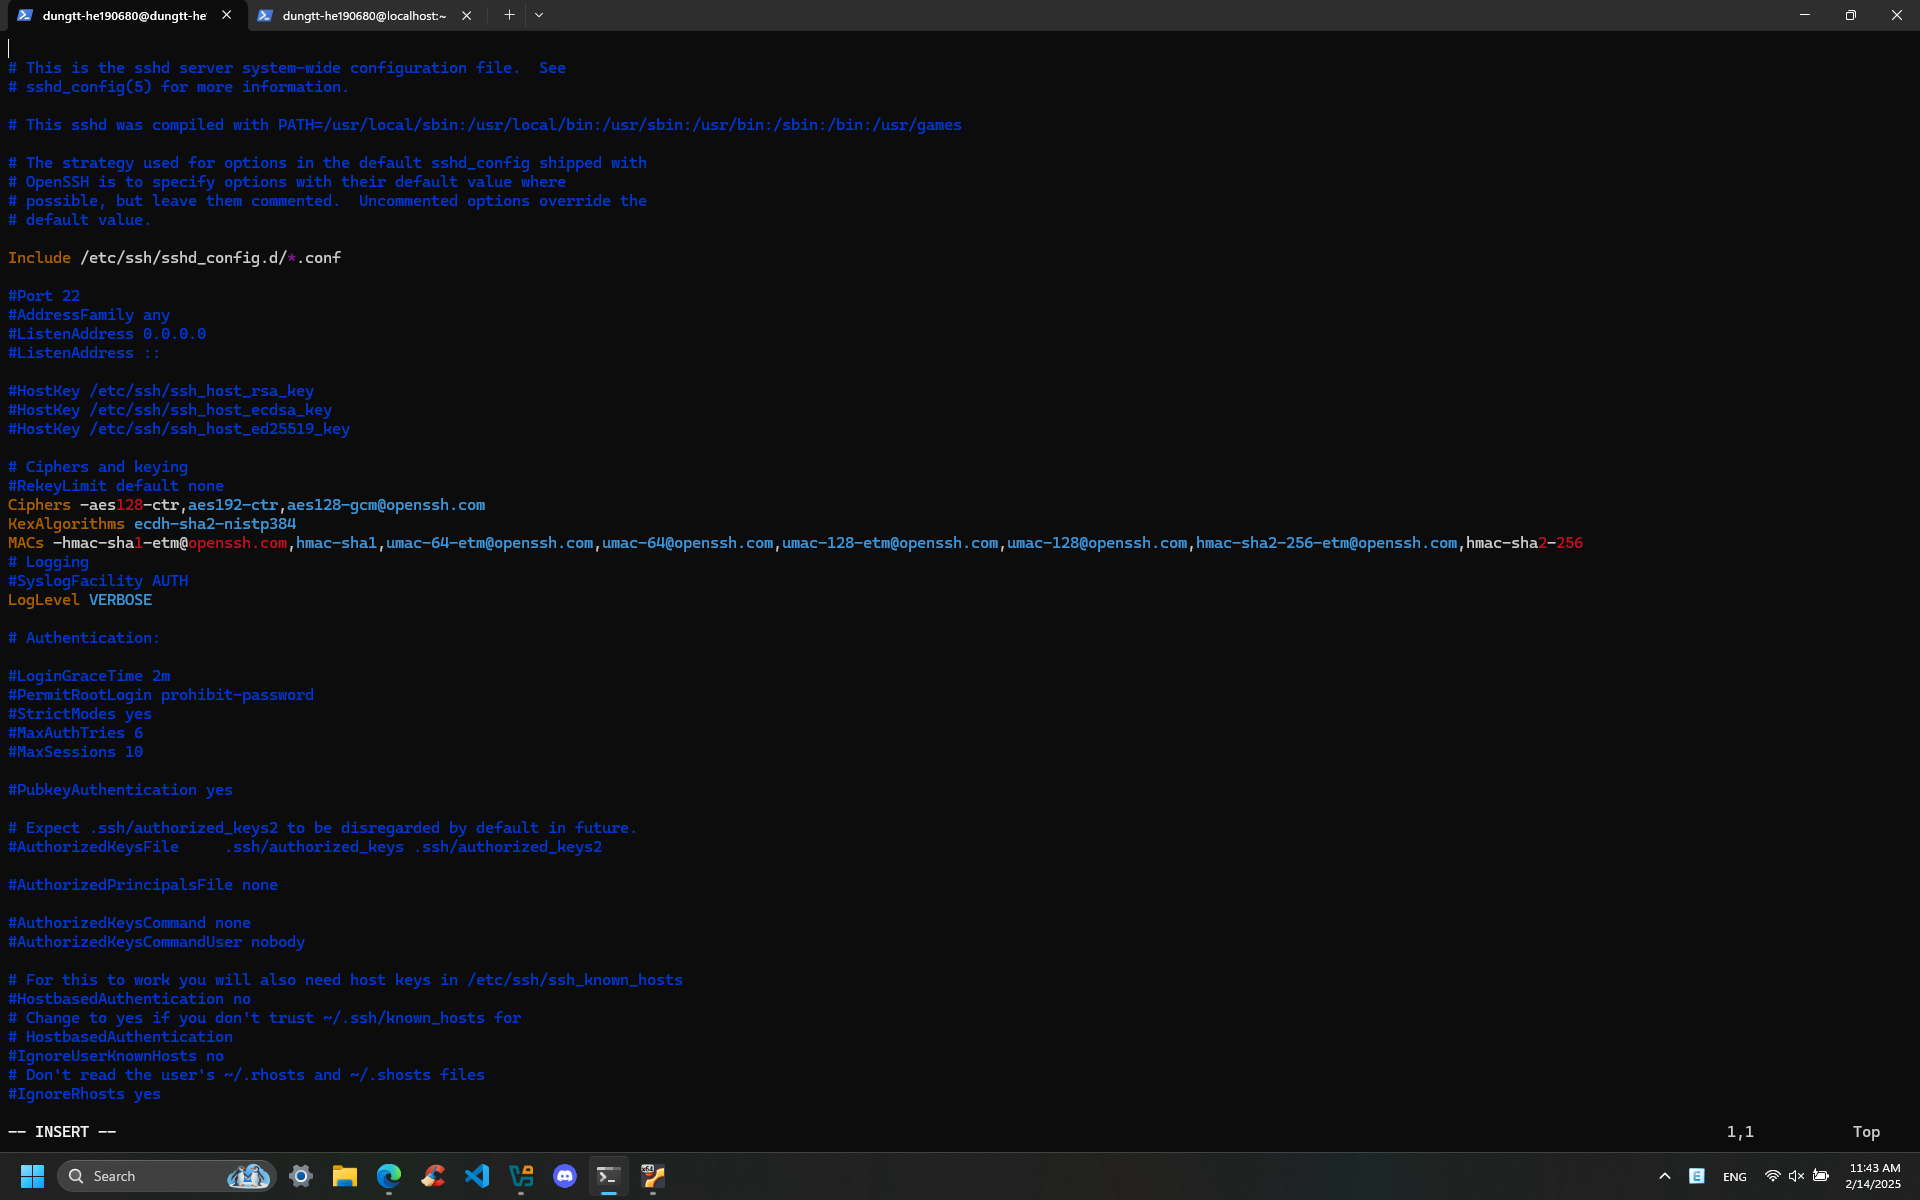 dungtt-he190680@dungtt-he
dungtt-he190680@localhost:~
# This is the sshd server system-wide configuration file.  See
# sshd_config(5) for more information.
# This sshd was compiled with PATH=/usr/local/sbin:/usr/local/bin:/usr/sbin:/usr/bin:/sbin:/bin:/usr/games
# The strategy used for options in the default sshd_config shipped with
# OpenSSH is to specify options with their default value where
# possible, but leave them commented.  Uncommented options override the
# default value.
Include /etc/ssh/sshd_config.d/*.conf
#Port 22
#AddressFamily any
#ListenAddress 0.0.0.0
#ListenAddress ::
#HostKey /etc/ssh/ssh_host_rsa_key
#HostKey /etc/ssh/ssh_host_ecdsa_key
#HostKey /etc/ssh/ssh_host_ed25519_key
# Ciphers and keying
#RekeyLimit default none
Ciphers -aes128-ctr,aes192-ctr,aes128-gcm@openssh.com
KexAlgorithms ecdh-sha2-nistp384
MACs -hmac-sha1-etm@openssh.com,hmac-sha1,umac-64-etm@openssh.com,umac-64@openssh.com,umac-128-etm@openssh.com,umac-128@openssh.com,hmac-sha2-256-etm@openssh.com,hmac-sha2-256
# Logging
#SyslogFacility AUTH
LogLevel VERBOSE
# Authentication:
#LoginGraceTime 2m
#PermitRootLogin prohibit-password
#StrictModes yes
#MaxAuthTries 6
#MaxSessions 10
#PubkeyAuthentication yes
# Expect .ssh/authorized_keys2 to be disregarded by default in future.
#AuthorizedKeysFile     .ssh/authorized_keys .ssh/authorized_keys2
#AuthorizedPrincipalsFile none
#AuthorizedKeysCommand none
#AuthorizedKeysCommandUser nobody
# For this to work you will also need host keys in /etc/ssh/ssh_known_hosts
#HostbasedAuthentication no
# Change to yes if you don't trust ~/.ssh/known_hosts for
# HostbasedAuthentication
#IgnoreUserKnownHosts no
# Don't read the user's ~/.rhosts and ~/.shosts files
#IgnoreRhosts yes
-- INSERT --
1,1
Top
Search
x64
E
ENG
11:43 AM
2/14/2025